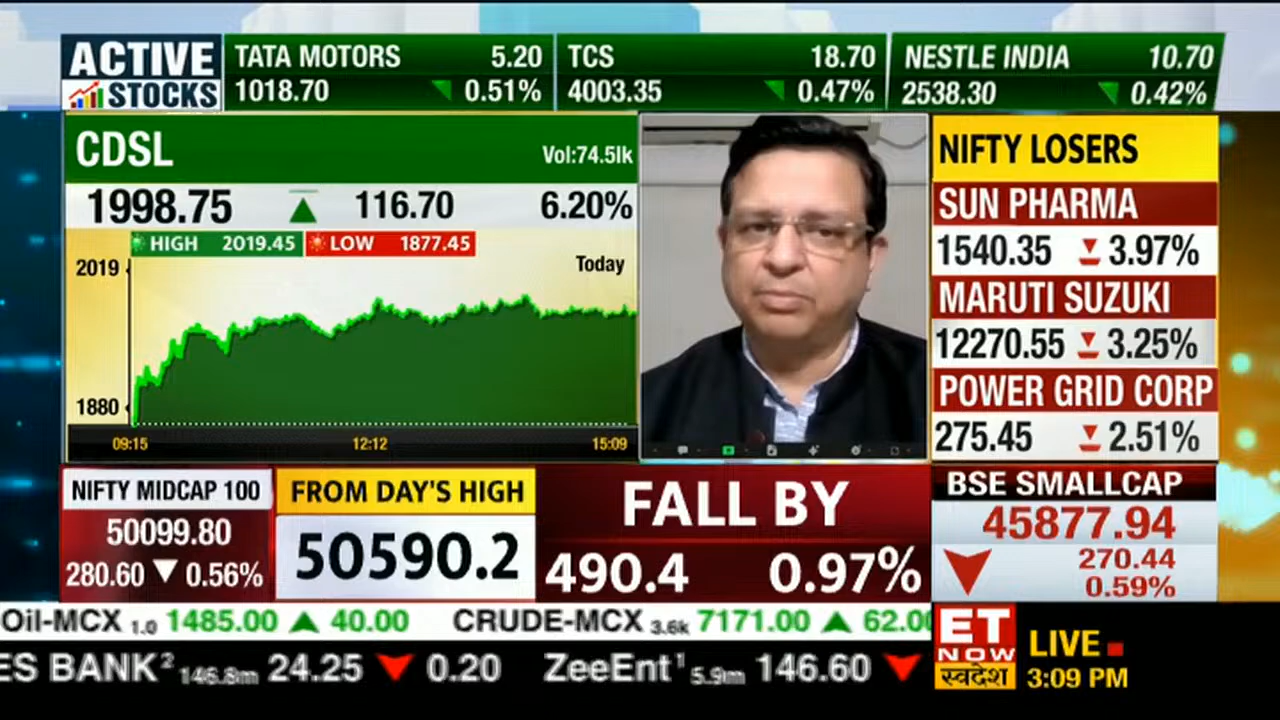 ACTIVE
STOCKS
TATA MOTORS 5.20
1018.70 0.51%
TCS 18.70
4003.35 0.47%
NESTLE INDIA 10.70
2538.30 0.42%
CDSL Vol:74.5lk
1998.75 116.70 6.20%
HIGH 2019.45 LOW 1877.45
2019 Today
1880
09:15 12:12 15:09
NIFTY LOSERS
SUN PHARMA
1540.35 3.97%
MARUTI SUZUKI
12270.55 3.25%
POWER GRID CORP
275.45 2.51%
NIFTY MIDCAP 100
50099.80
280.60 0.56%
FROM DAY'S HIGH
50590.2
FALL BY
490.4 0.97%
BSE SMALLCAP
45877.94
270.44
0.59%
Oil-MCX 1.0 1485.00 40.00 CRUDE-MCX 3.6k 7171.00 62.00
ES BANK 2 146.8m 24.25 0.20 ZeeEnt 1 5.9m 146.60
ET
NOW
स्वदेश
LIVE
3:09 PM